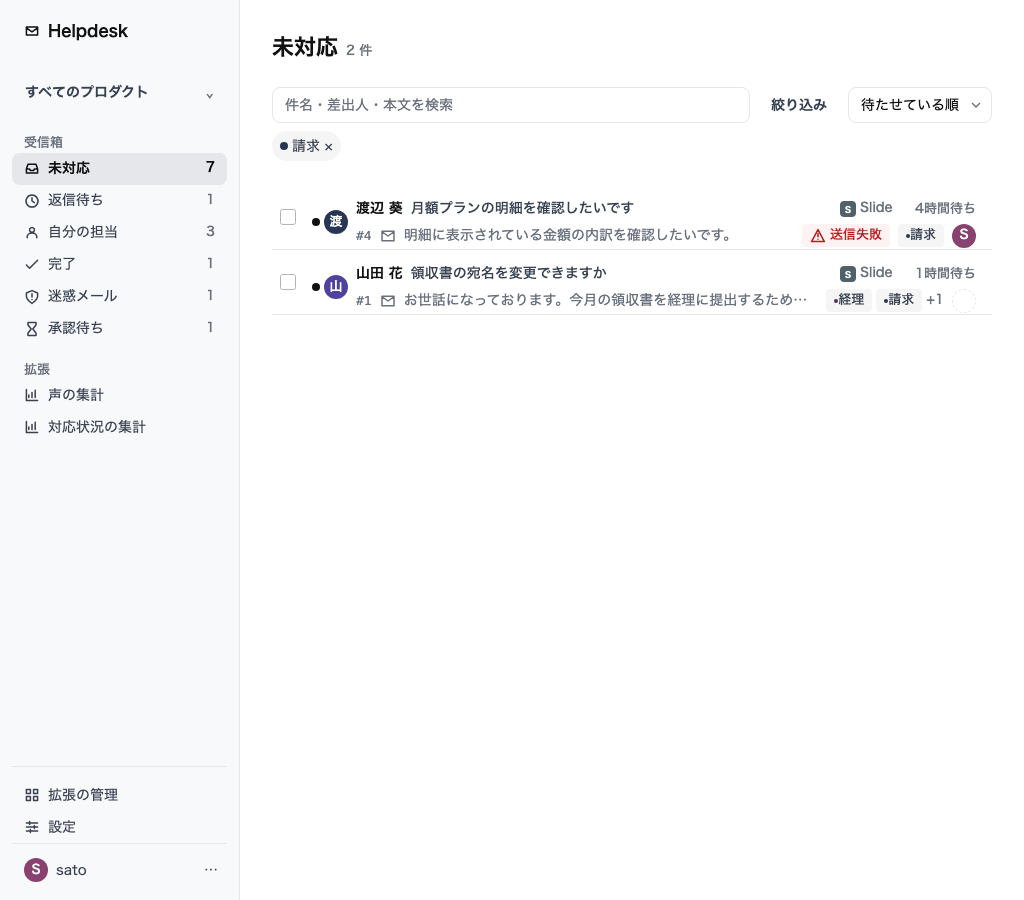 Helpdesk
すべてのプロダクト
受信箱
未対応 7
返信待ち 1
自分の担当 3
完了 1
迷惑メール 1
承認待ち 1
拡張
声の集計
対応状況の集計
拡張の管理
設定
S sato ···
未対応 2 件
件名・差出人・本文を検索 絞り込み 待たせている順
請求 ×
渡 渡辺 葵 月額プランの明細を確認したいです S Slide 4時間待ち
#4 明細に表示されている金額の内訳を確認したいです。 送信失敗 •請求 S
山 山田 花 領収書の宛名を変更できますか S Slide 1時間待ち
#1 お世話になっております。今月の領収書を経理に提出するため… •経理 •請求 +1